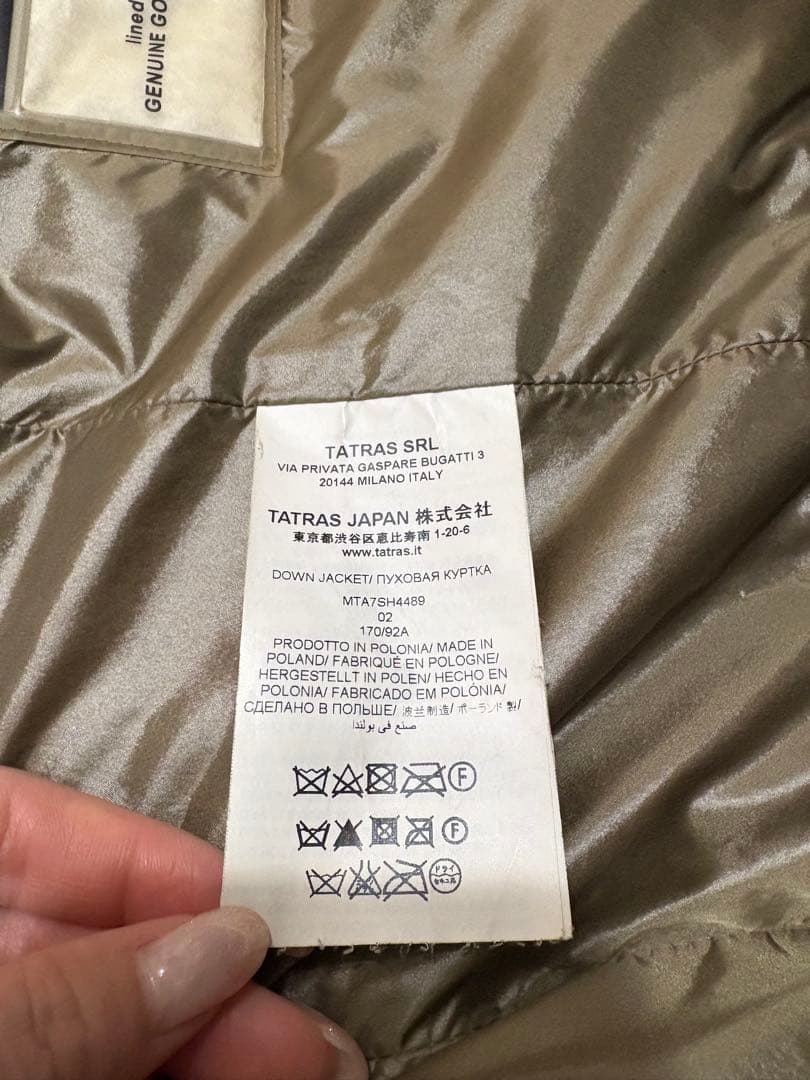 lined
GENUINE GO
TATRAS SRL
VIA PRIVATA GASPARE BUGATTI 3
20144 MILANO ITALY
TATRAS JAPAN 株式会社
東京都渋谷区恵比寿南 1-20-6
www.tatras.it
DOWN JACKET/ ПУХОВАЯ КУРТКА
MTA7SH4489
02
170/92A
PRODOTTO IN POLONIA/ MADE IN
POLAND/ FABRIQUÉ EN POLOGNE/
HERGESTELLT IN POLEN/ HECHO EN
POLONIA/ FABRICADO EM POLÓNIA/
СДЕЛАНО В ПОЛЬШЕ/ 波兰制造/ ポーランド 製/
صنع في بولندا
F
F
ドライ